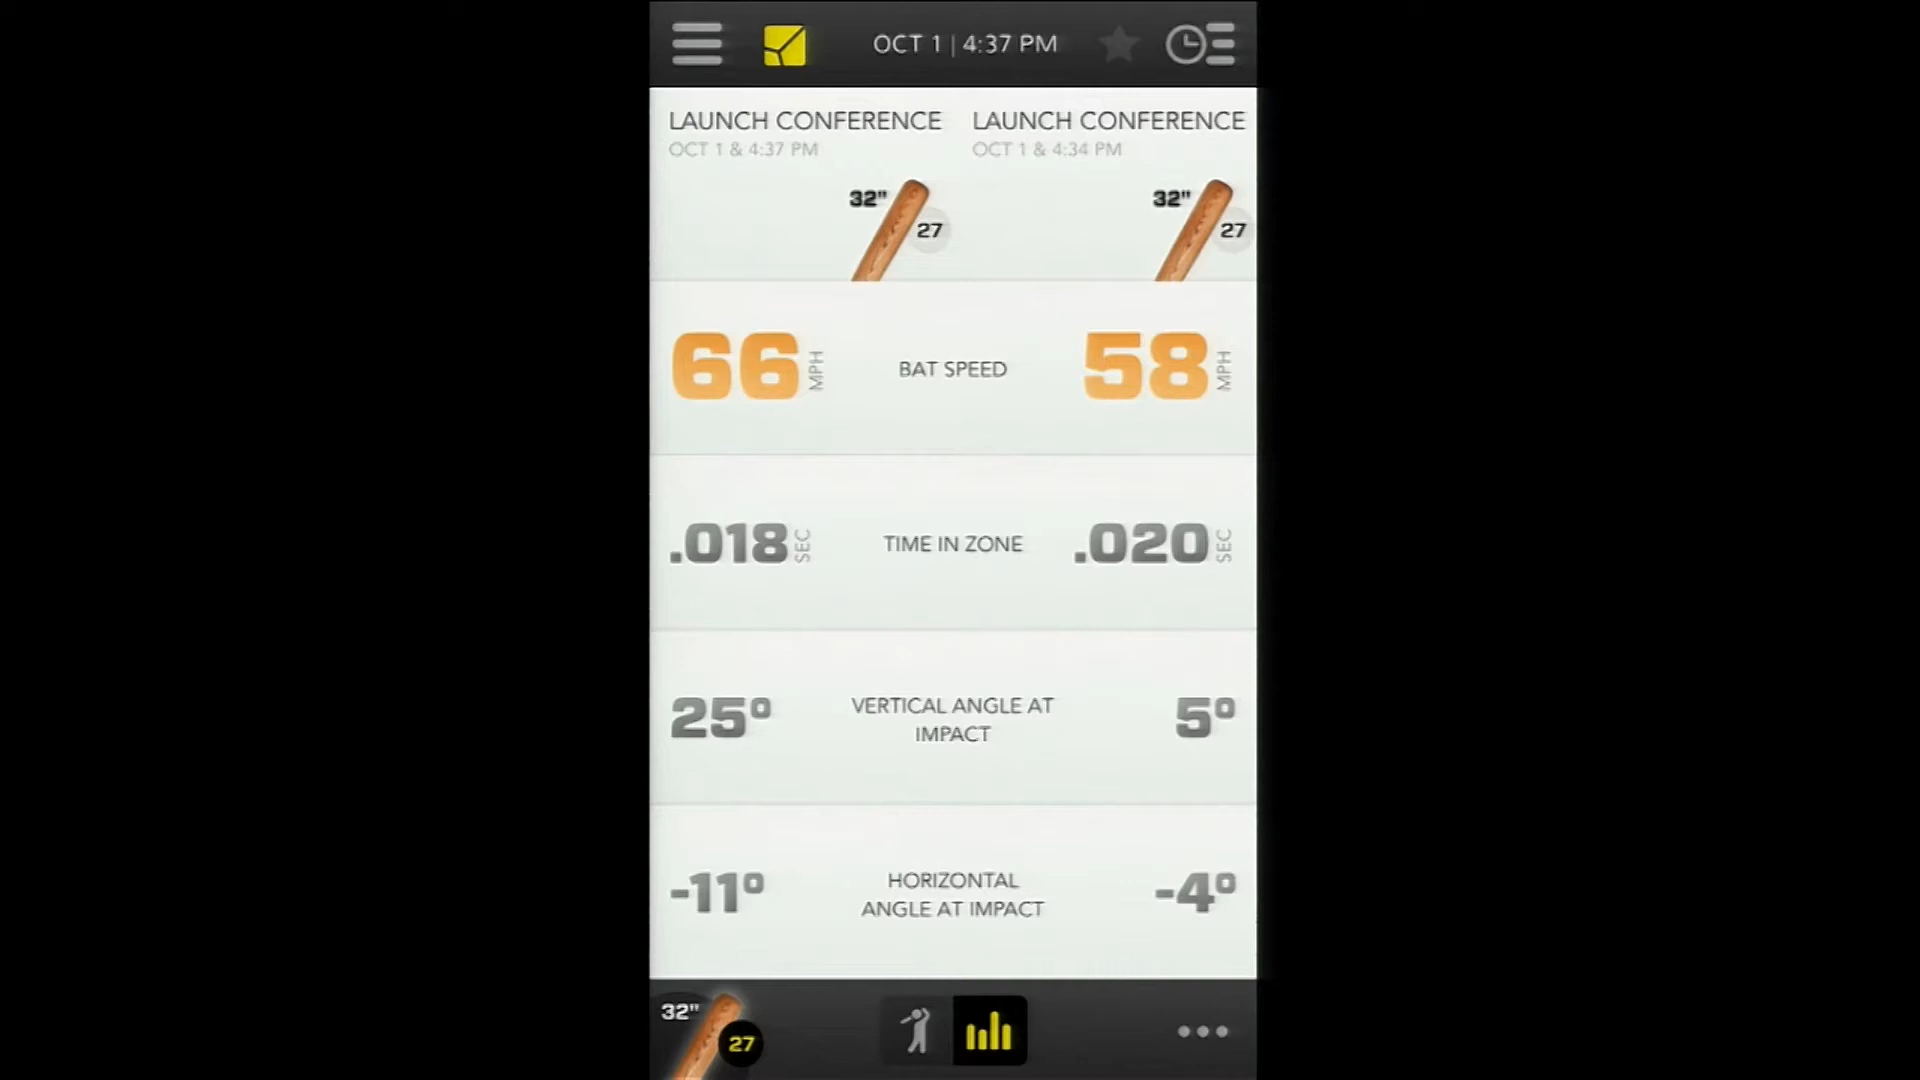 OCT 1 | 4:37 PM
LAUNCH CONFERENCE LAUNCH CONFERENCE
OCT 1 & 4:37 PM OCT 1 & 4:34 PM
32" 32"
27 27
66 MPH BAT SPEED 58 MPH
.018 SEC TIME IN ZONE .020 SEC
25° VERTICAL ANGLE AT 5°
IMPACT
-11° HORIZONTAL -4°
ANGLE AT IMPACT
32"
27